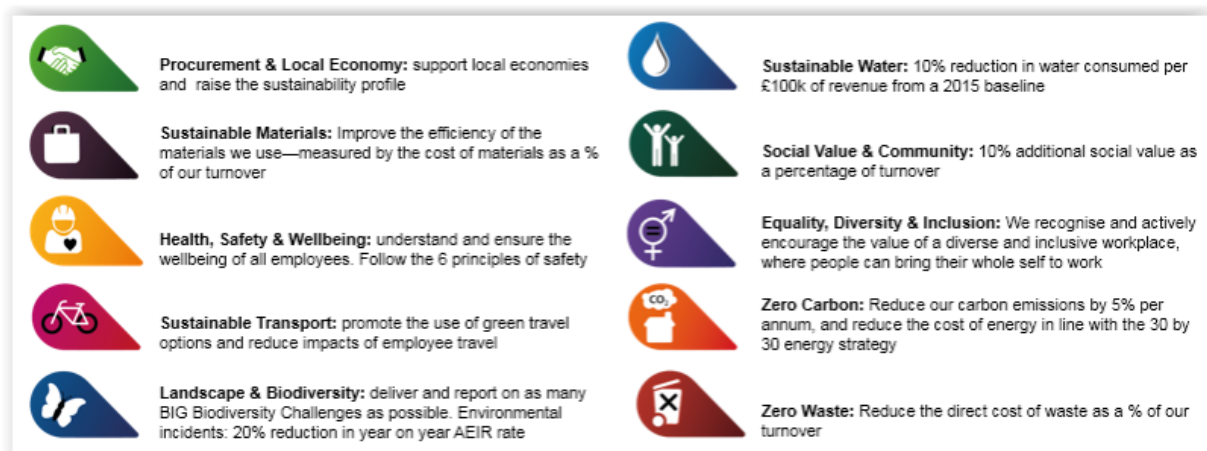 Procurement & Local Economy: support local economies
and raise the sustainability profile
Sustainable Materials: Improve the efficiency of the
materials we use—measured by the cost of materials as a %
of our turnover
Health, Safety & Wellbeing: understand and ensure the
wellbeing of all employees. Follow the 6 principles of safety
Sustainable Transport: promote the use of green travel
options and reduce impacts of employee travel
Landscape & Biodiversity: deliver and report on as many
BIG Biodiversity Challenges as possible. Environmental
incidents: 20% reduction in year on year AEIR rate
Sustainable Water: 10% reduction in water consumed per
£100k of revenue from a 2015 baseline
Social Value & Community: 10% additional social value as
a percentage of turnover
Equality, Diversity & Inclusion: We recognise and actively
encourage the value of a diverse and inclusive workplace,
where people can bring their whole self to work
CO₂
Zero Carbon: Reduce our carbon emissions by 5% per
annum, and reduce the cost of energy in line with the 30 by
30 energy strategy
Zero Waste: Reduce the direct cost of waste as a % of our
turnover